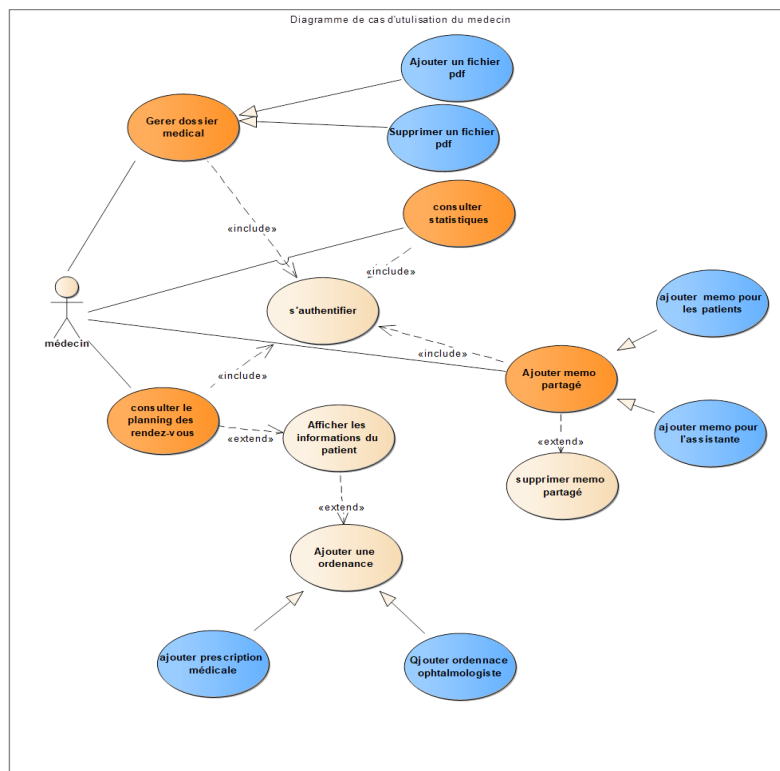 Diagramme de cas d'utulisation du medecin
Ajouter un fichier
pdf
Gerer dossier
medical
Supprimer un fichier
pdf
consulter
statistiques
«include»
«include»
s'authentifier
ajouter memo pour
les patients
médecin
«include»
«include»
Ajouter memo
partagé
consulter le
planning des
rendez-vous
«extend»
Afficher les
informations du
patient
ajouter memo pour
l'assistante
«extend»
supprimer memo
partagé
«extend»
Ajouter une
ordenance
ajouter prescription
médicale
Qjouter ordennace
ophtalmologiste